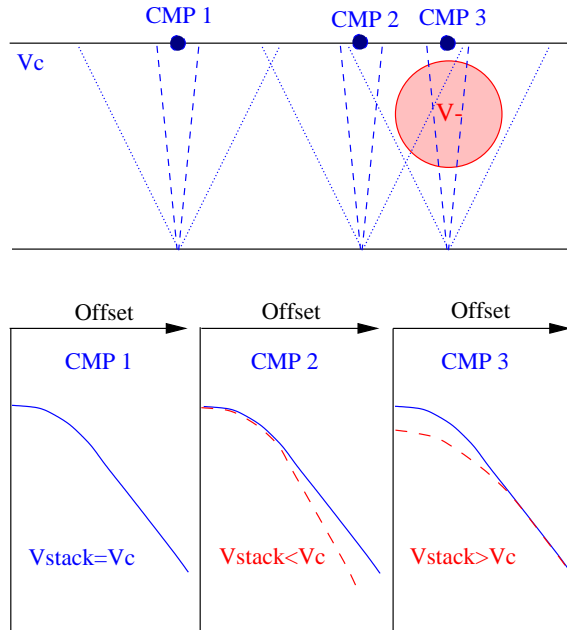 CMP 1 CMP 2 CMP 3
Vc
V-
Offset Offset Offset
CMP 1 CMP 2 CMP 3
Vstack=Vc Vstack<Vc Vstack>Vc